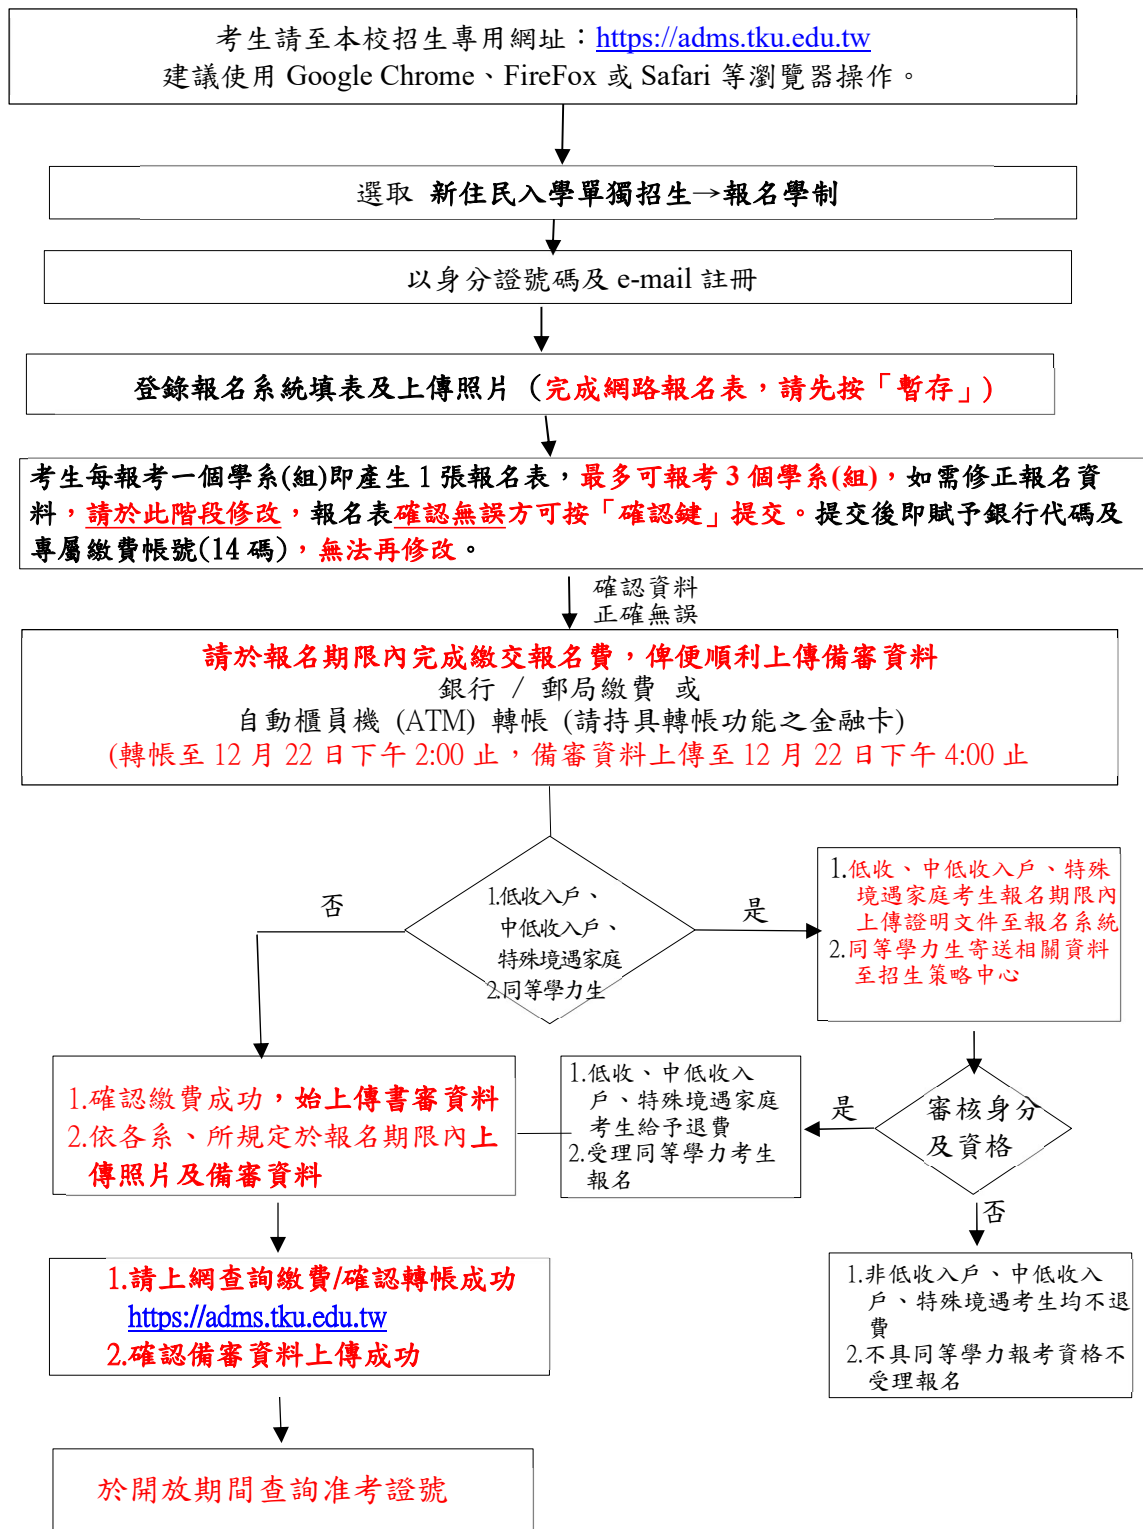 考生請至本校招生專用網址：https://adms.tku.edu.tw
建議使用 Google Chrome、FireFox 或 Safari 等瀏覽器操作。
選取 新住民入學單獨招生→報名學制
以身分證號碼及 e-mail 註冊
登錄報名系統填表及上傳照片（完成網路報名表，請先按「暫存」)
考生每報考一個學系(組)即產生 1 張報名表，最多可報考 3 個學系(組)，如需修正報名資
料，請於此階段修改，報名表確認無誤方可按「確認鍵」提交。提交後即賦予銀行代碼及
專屬繳費帳號(14 碼)，無法再修改。
確認資料
正確無誤
請於報名期限內完成繳交報名費，俾便順利上傳備審資料
銀行 / 郵局繳費 或
自動櫃員機 (ATM) 轉帳 (請持具轉帳功能之金融卡)
(轉帳至 12 月 22 日下午 2:00 止，備審資料上傳至 12 月 22 日下午 4:00 止
否
1.低收入戶、
中低收入戶、
特殊境遇家庭
2.同等學力生
是
1.低收、中低收入戶、特殊
境遇家庭考生報名期限內
上傳證明文件至報名系統
2.同等學力生寄送相關資料
至招生策略中心
1.確認繳費成功，始上傳書審資料
2.依各系、所規定於報名期限內上
傳照片及備審資料
1.低收、中低收入
戶、特殊境遇家庭
考生給予退費
2.受理同等學力考生
報名
是
審核身分
及資格
否
1.請上網查詢繳費/確認轉帳成功
https://adms.tku.edu.tw
2.確認備審資料上傳成功
1.非低收入戶、中低收入
戶、特殊境遇考生均不退
費
2.不具同等學力報考資格不
受理報名
於開放期間查詢准考證號